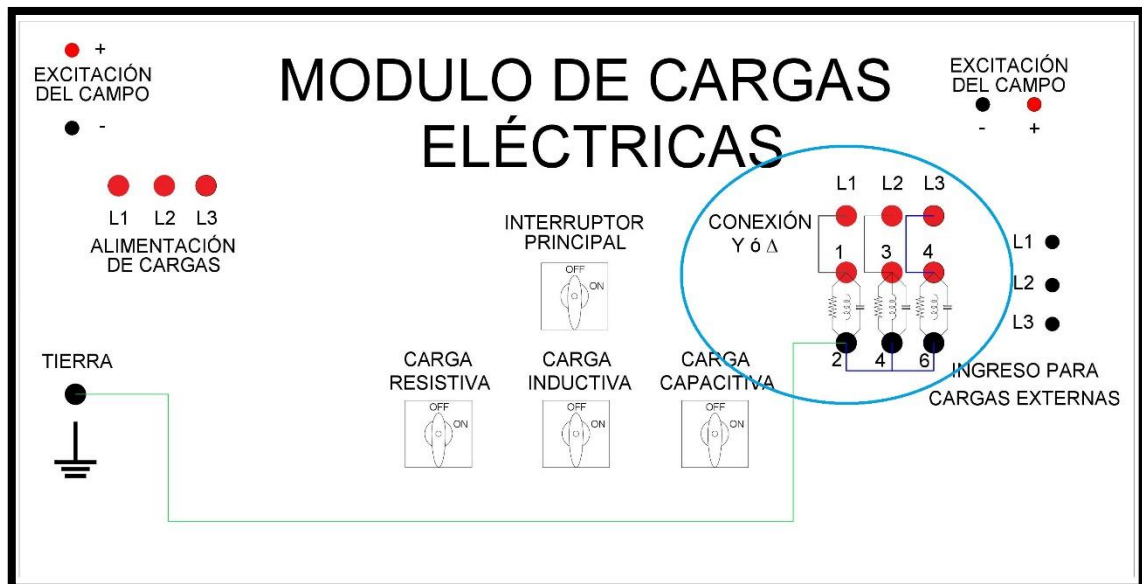 +
EXCITACIÓN
DEL CAMPO
-
MODULO DE CARGAS
ELÉCTRICAS
EXCITACIÓN
DEL CAMPO
- +
L1 L2 L3
ALIMENTACIÓN
DE CARGAS
INTERRUPTOR
PRINCIPAL
OFF
ON
CONEXIÓN
Y ó Δ
L1 L2 L3
1 3 4
2 4 6
L1
L2
L3
INGRESO PARA
CARGAS EXTERNAS
TIERRA
CARGA
RESISTIVA
OFF
ON
CARGA
INDUCTIVA
OFF
ON
CARGA
CAPACITIVA
OFF
ON